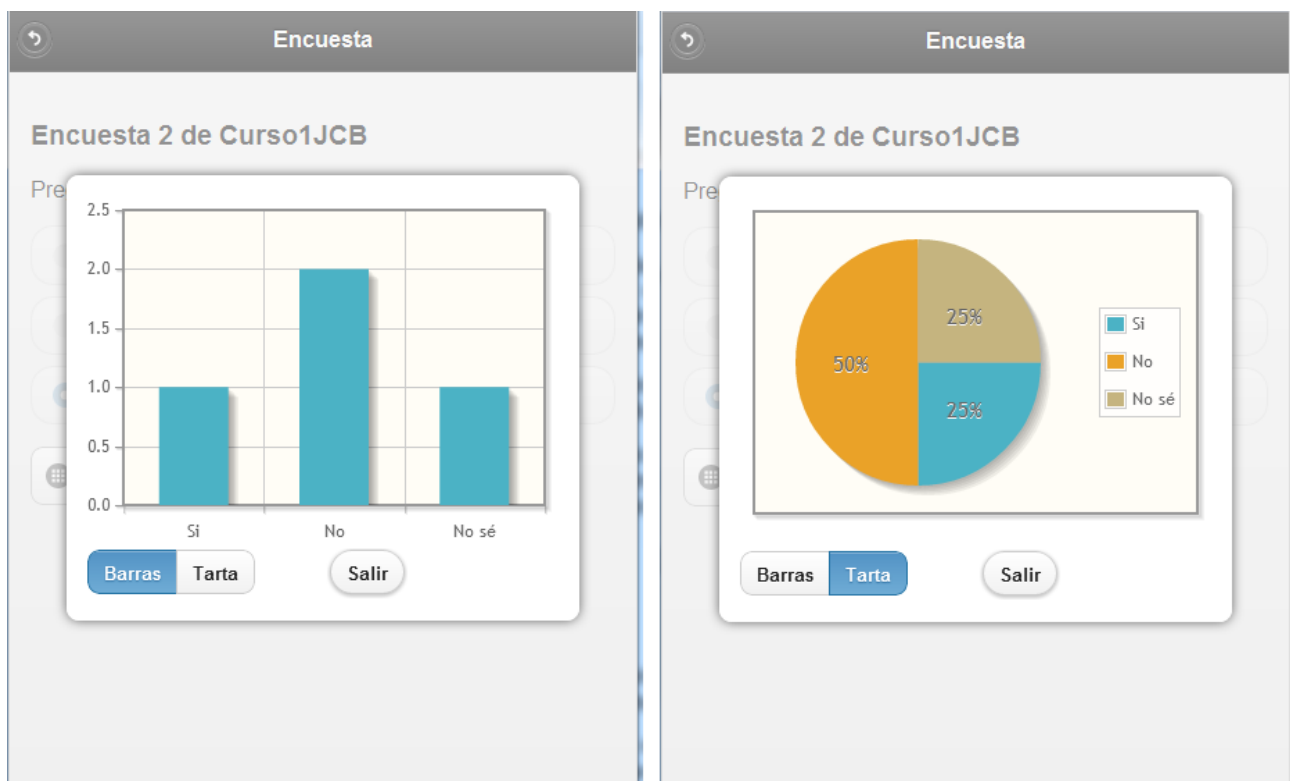 Encuesta
Encuesta 2 de Curso1JCB
Pre
2.5
2.0
1.5
1.0
0.5
0.0
Si No No sé
Barras Tarta Salir
Encuesta
Encuesta 2 de Curso1JCB
Pre
25%
50%
25%
Si
No
No sé
Barras Tarta Salir